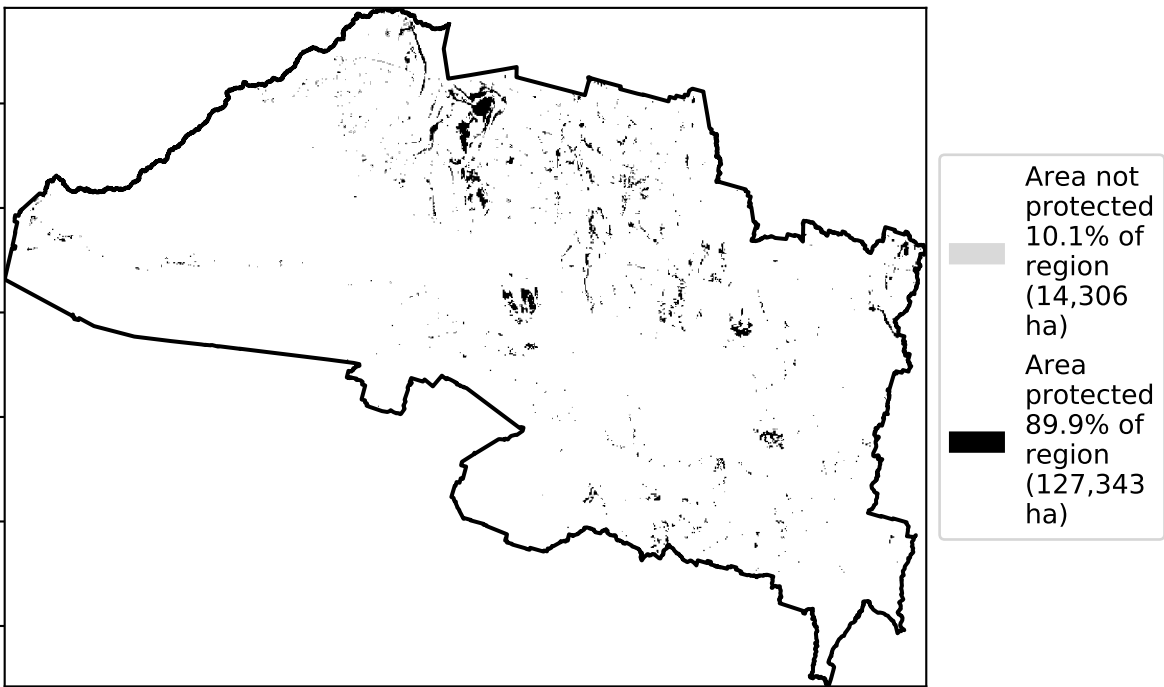 Area not
protected
10.1% of
region
(14,306
ha)
Area
protected
89.9% of
region
(127,343
ha)